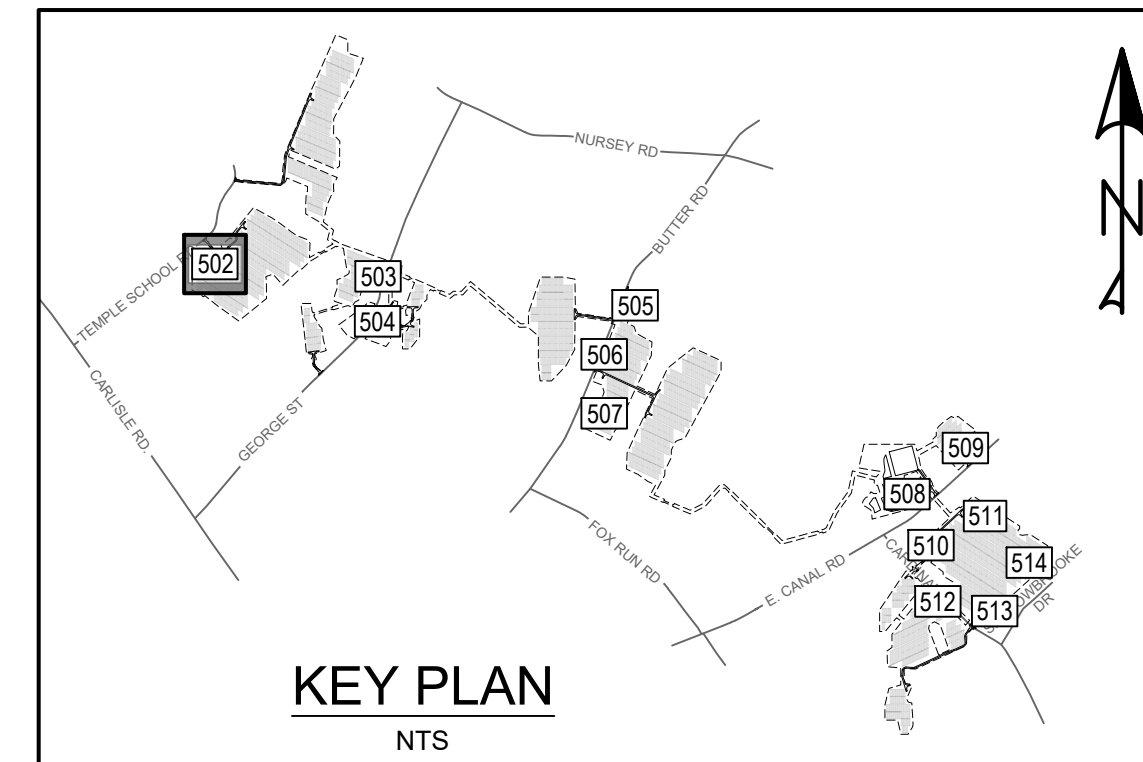 NURSEY RD
N
BUTTER RD
502
TEMPLE SCHOOL
503
504
505
506
507
CARLISLE RD.
GEORGE ST
509
508
511
510
514
FOX RUN RD
E. CANAL RD
512
513
DR
KEY PLAN
NTS